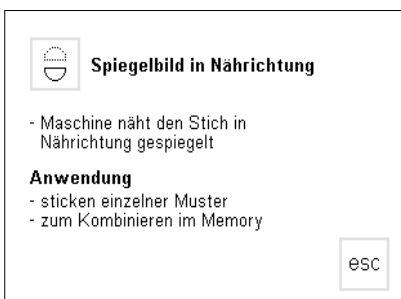 Spiegelbild in Nährichtung
- Maschine näht den Stich in
Nährichtung gespiegelt
Anwendung
- sticken einzelner Muster
- zum Kombinieren im Memory
esc